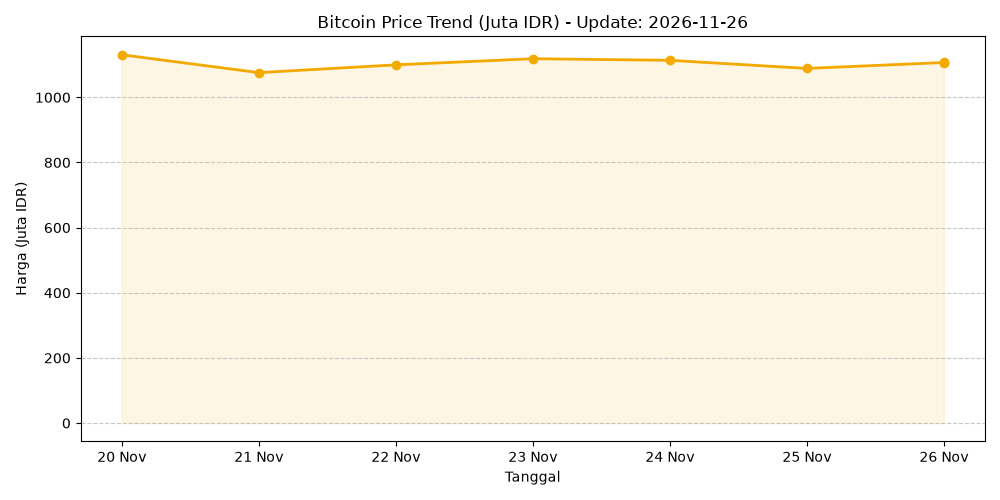 Bitcoin Price Trend (Juta IDR) - Update: 2026-11-26
Harga (Juta IDR)
1000
800
600
400
200
0
20 Nov 21 Nov 22 Nov 23 Nov 24 Nov 25 Nov 26 Nov
Tanggal